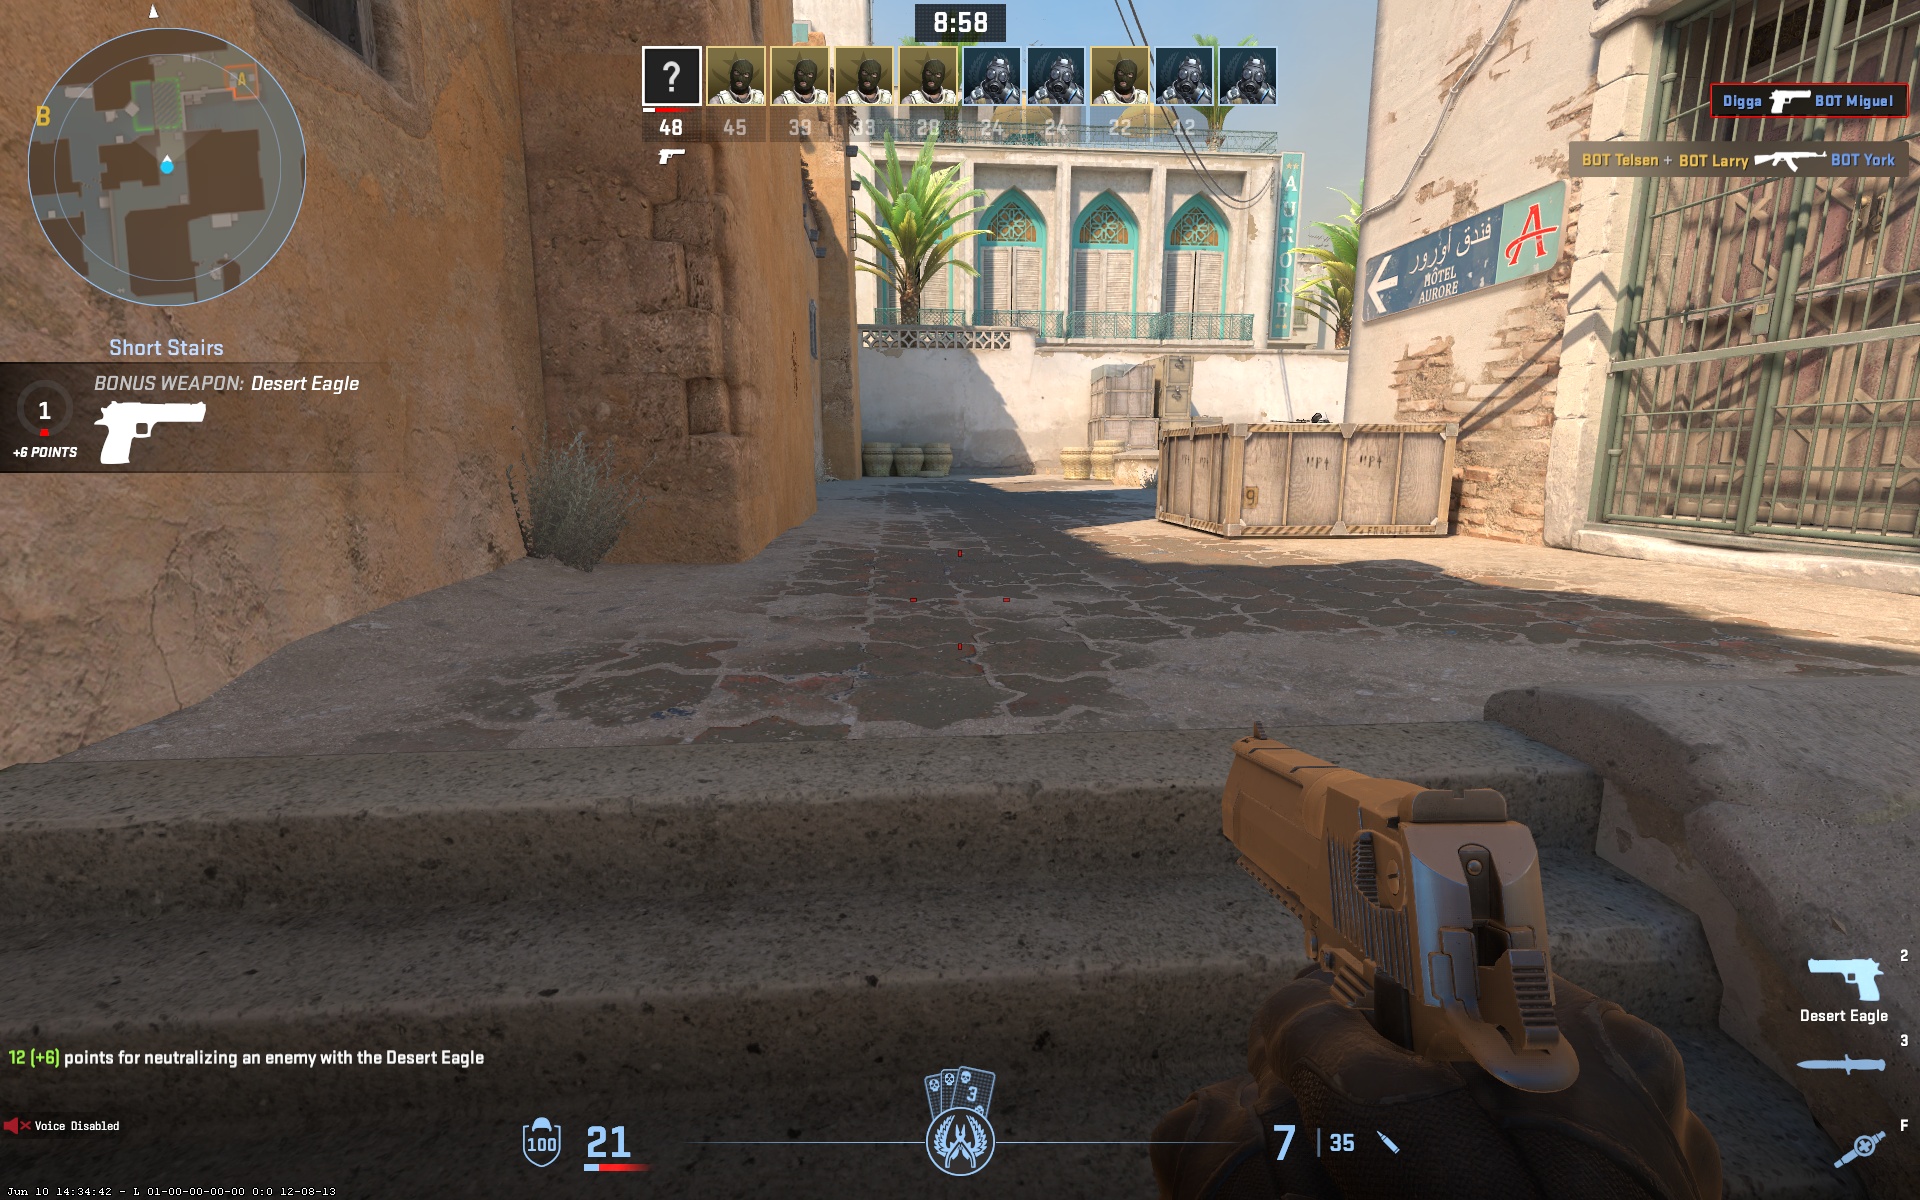 8:58
?
48 45 39 33 28 24 24 22 12
A
B
Digga BOT Miguel
BOT Telsen + BOT Larry BOT York
AURORE
فندق أورور
HÔTEL
AURORE
A
Short Stairs
BONUS WEAPON: Desert Eagle
1
+6 POINTS
9
2
Desert Eagle
3
12 (+6) points for neutralizing an enemy with the Desert Eagle
3
Voice Disabled
100 21
7 | 35
F
Jun 10 14:34:42 - L 01-00-00-00-00 0:0 12-08-13